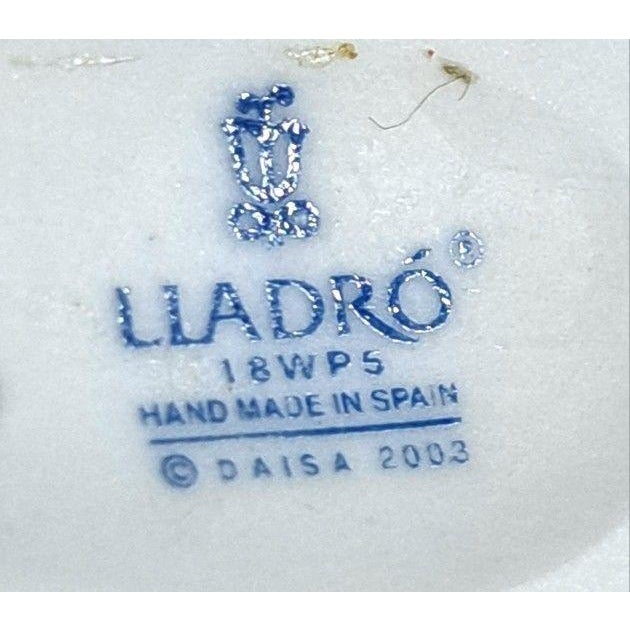 LLADRÓ®
18WP5
HAND MADE IN SPAIN
© DAISA 2003